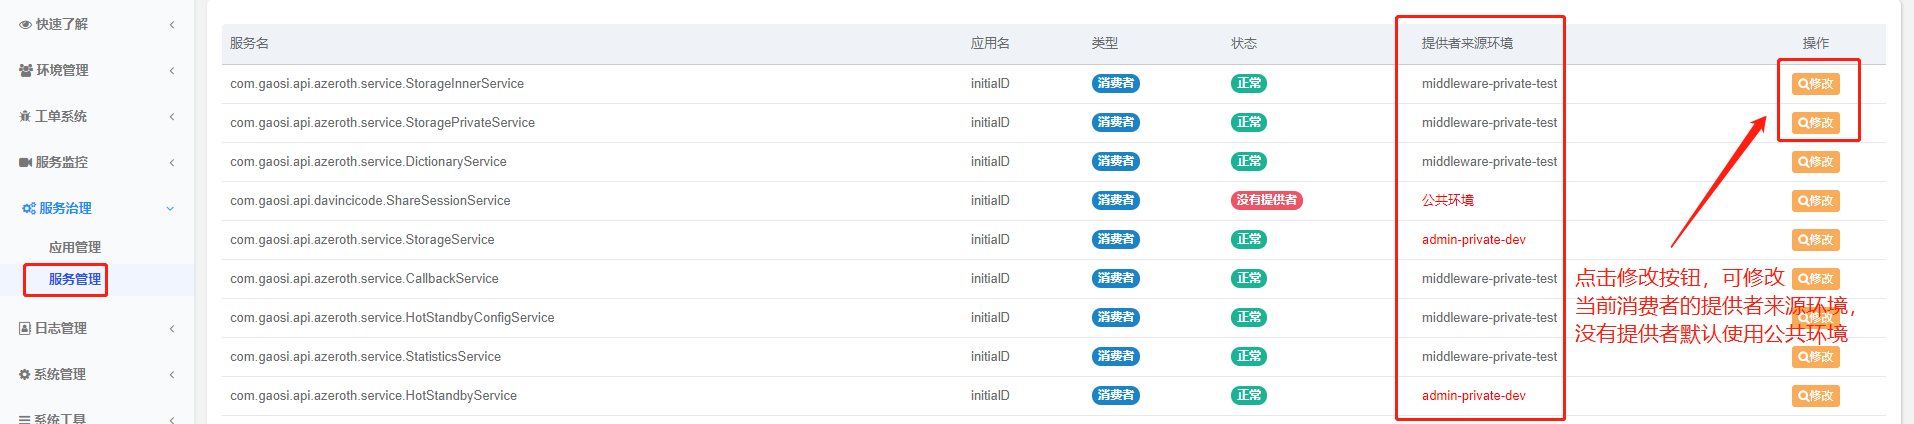 快速了解
环境管理
工单系统
服务监控
服务治理
应用管理
服务管理
日志管理
系统管理
系统工具
服务名 应用名 类型 状态 提供者来源环境 操作
com.gaosi.api.azeroth.service.StorageInnerService initialD 消费者 正常 middleware-private-test 修改
com.gaosi.api.azeroth.service.StoragePrivateService initialD 消费者 正常 middleware-private-test 修改
com.gaosi.api.azeroth.service.DictionaryService initialD 消费者 正常 middleware-private-test 修改
com.gaosi.api.davincicode.ShareSessionService initialD 消费者 没有提供者 公共环境 修改
com.gaosi.api.azeroth.service.StorageService initialD 消费者 正常 admin-private-dev 修改
com.gaosi.api.azeroth.service.CallbackService initialD 消费者 正常 middleware-private-test 修改
com.gaosi.api.azeroth.service.HotStandbyConfigService initialD 消费者 正常 middleware-private-test 修改
com.gaosi.api.azeroth.service.StatisticsService initialD 消费者 正常 middleware-private-test 修改
com.gaosi.api.azeroth.service.HotStandbyService initialD 消费者 正常 admin-private-dev 修改
点击修改按钮，可修改
当前消费者的提供者来源环境，
没有提供者默认使用公共环境